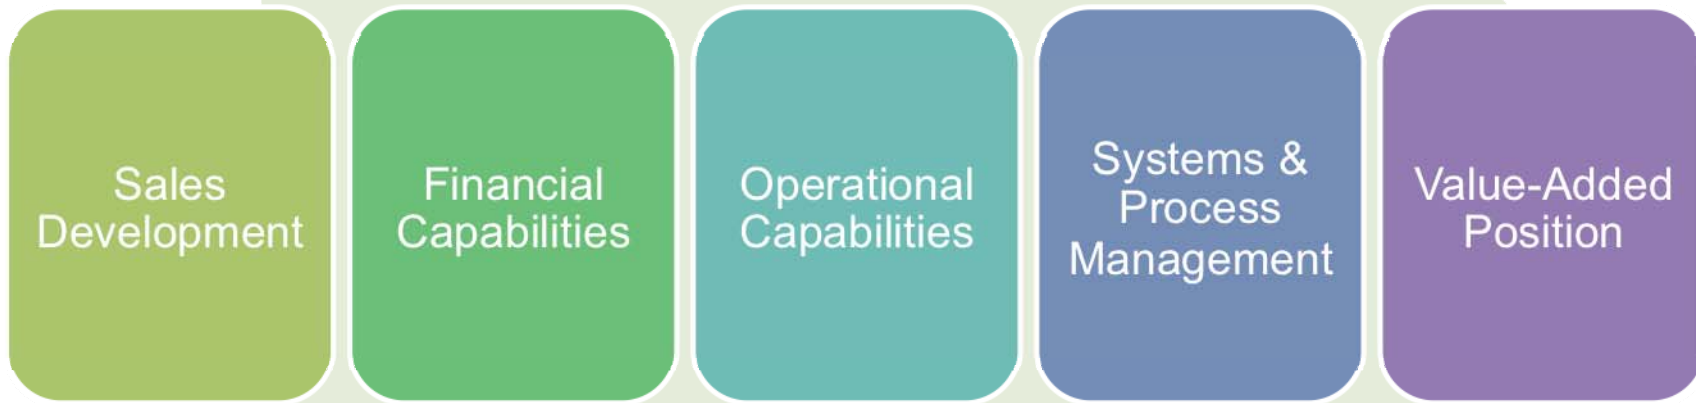 Sales
Development
Financial
Capabilities
Operational
Capabilities
Systems &
Process
Management
Value-Added
Position